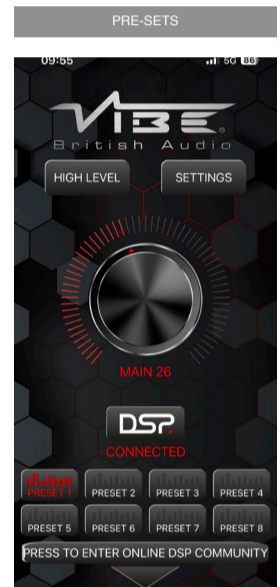 PRE-SETS
09:55 5G 86
VIBE.
British Audio
HIGH LEVEL SETTINGS
MAIN 26
DSP.
CONNECTED
PRESET 1 PRESET 2 PRESET 3 PRESET 4
PRESET 5 PRESET 6 PRESET 7 PRESET 8
PRESS TO ENTER ONLINE DSP COMMUNITY